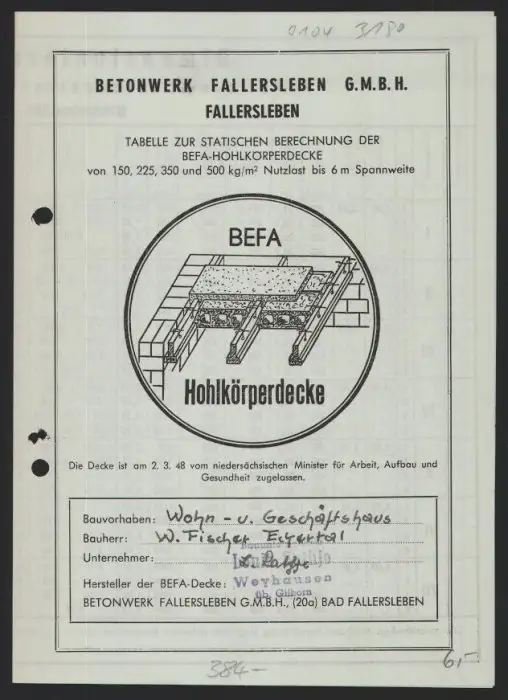 0104 3180
BETONWERK FALLERSLEBEN G.M.B.H.
FALLERSLEBEN
TABELLE ZUR STATISCHEN BERECHNUNG DER
BEFA-HOHLKÖRPERDECKE
von 150, 225, 350 und 500 kg/m² Nutzlast bis 6 m Spannweite
BEFA
Hohlkörperdecke
Die Decke ist am 2. 3. 48 vom niedersächsischen Minister für Arbeit, Aufbau und
Gesundheit zugelassen.
Bauvorhaben: Wohn - u. Geschäftshaus
Bauherr: W. Fischer
Unternehmer:
Hersteller der BEFA-Decke: Weyhausen
üb. Gifhorn
BETONWERK FALLERSLEBEN G.M.B.H., (20a) BAD FALLERSLEBEN
6,-
384-